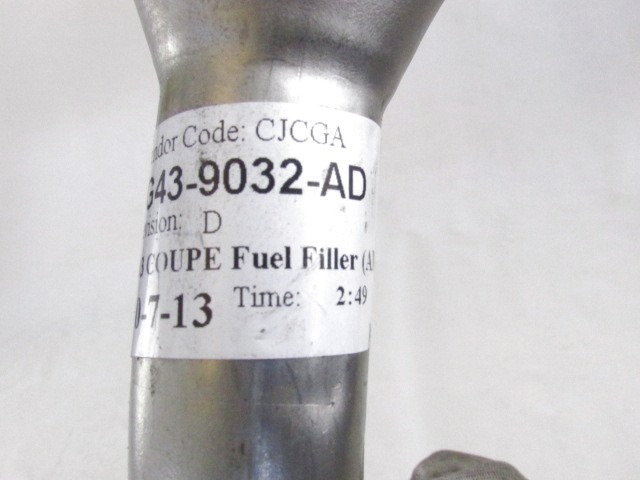 ndor Code: CJCGA
G43-9032-AD
ision: D
COUPE Fuel Filler (A
0-7-13 Time: 2:49